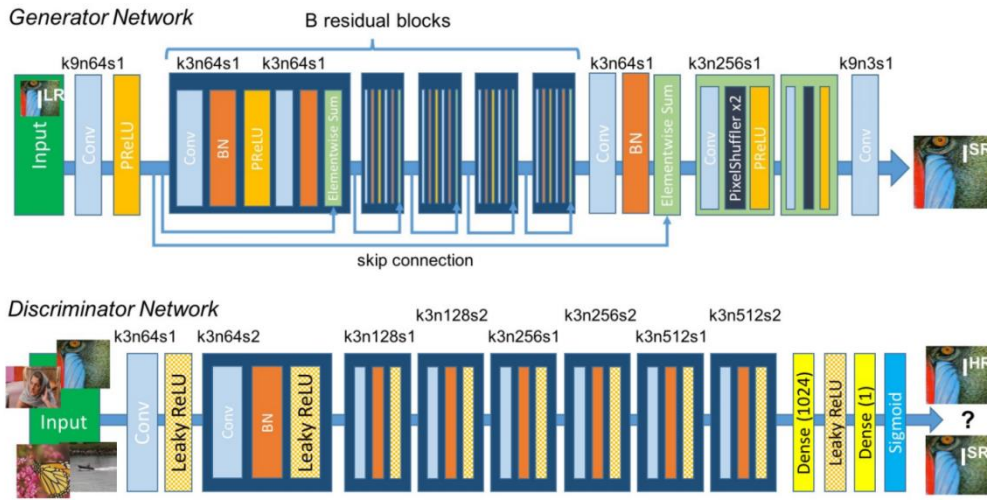 Generator Network
B residual blocks
k9n64s1
k3n64s1 k3n64s1
k3n64s1
k3n256s1
k9n3s1
I^LR
Input
Conv
PReLU
Conv
BN
PReLU
Elementwise Sum
Conv
BN
Elementwise Sum
Conv
PixelShuffler x2
PReLU
Conv
I^SR
skip connection
Discriminator Network
k3n64s1
k3n64s2
k3n128s1
k3n128s2
k3n256s1
k3n256s2
k3n512s1
k3n512s2
Input
Conv
Leaky ReLU
Conv
BN
Leaky ReLU
Dense (1024)
Leaky ReLU
Dense (1)
Sigmoid
I^HR
?
I^SR